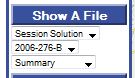 Show A File
Session Solution
2006-276-B
Summary